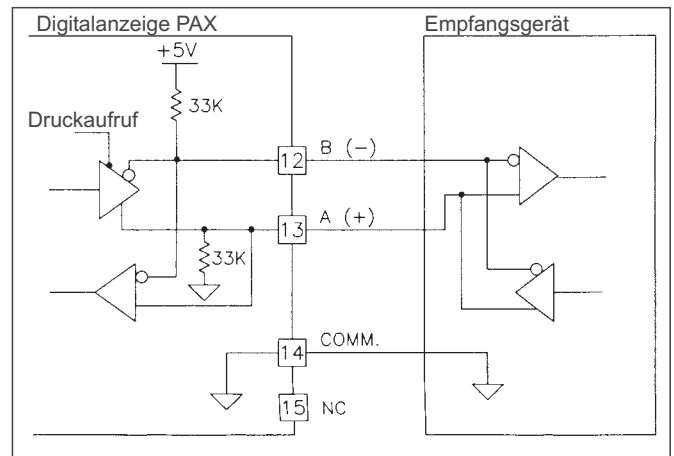 Digitalanzeige PAX
Empfangsgerät
+5V
33K
Druckaufruf
12 B (−)
13 A (+)
33K
14 COMM.
15 NC